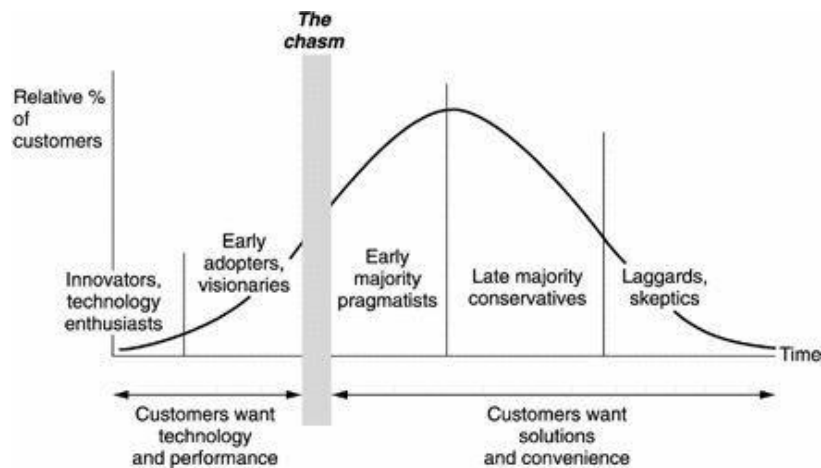 The
chasm
Relative %
of
customers
Innovators,
technology
enthusiasts
Early
adopters,
visionaries
Early
majority
pragmatists
Late majority
conservatives
Laggards,
skeptics
Time
Customers want
technology
and performance
Customers want
solutions
and convenience